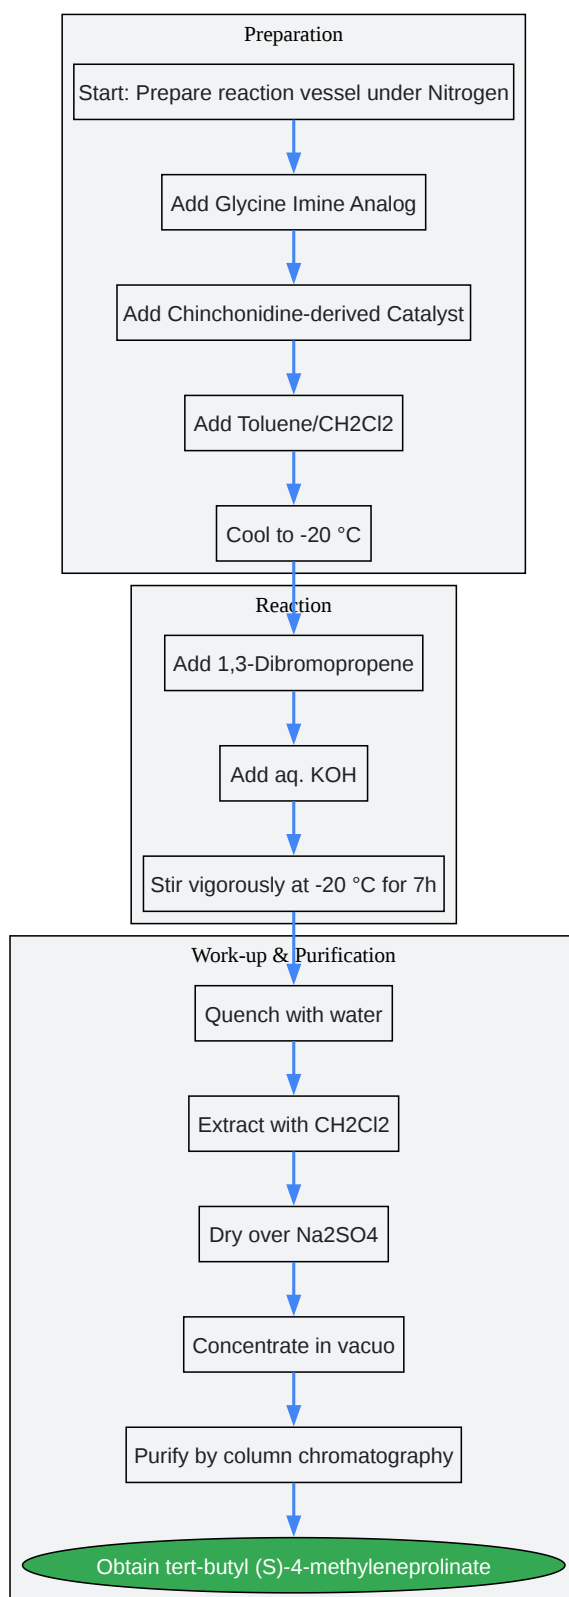 Preparation
Start: Prepare reaction vessel under Nitrogen
Add Glycine Imine Analog
Add Chinchonidine-derived Catalyst
Add Toluene/CH2Cl2
Cool to -20 °C
Reaction
Add 1,3-Dibromopropene
Add aq. KOH
Stir vigorously at -20 °C for 7h
Work-up & Purification
Quench with water
Extract with CH2Cl2
Dry over Na2SO4
Concentrate in vacuo
Purify by column chromatography
Obtain tert-butyl (S)-4-methyleneprolinate